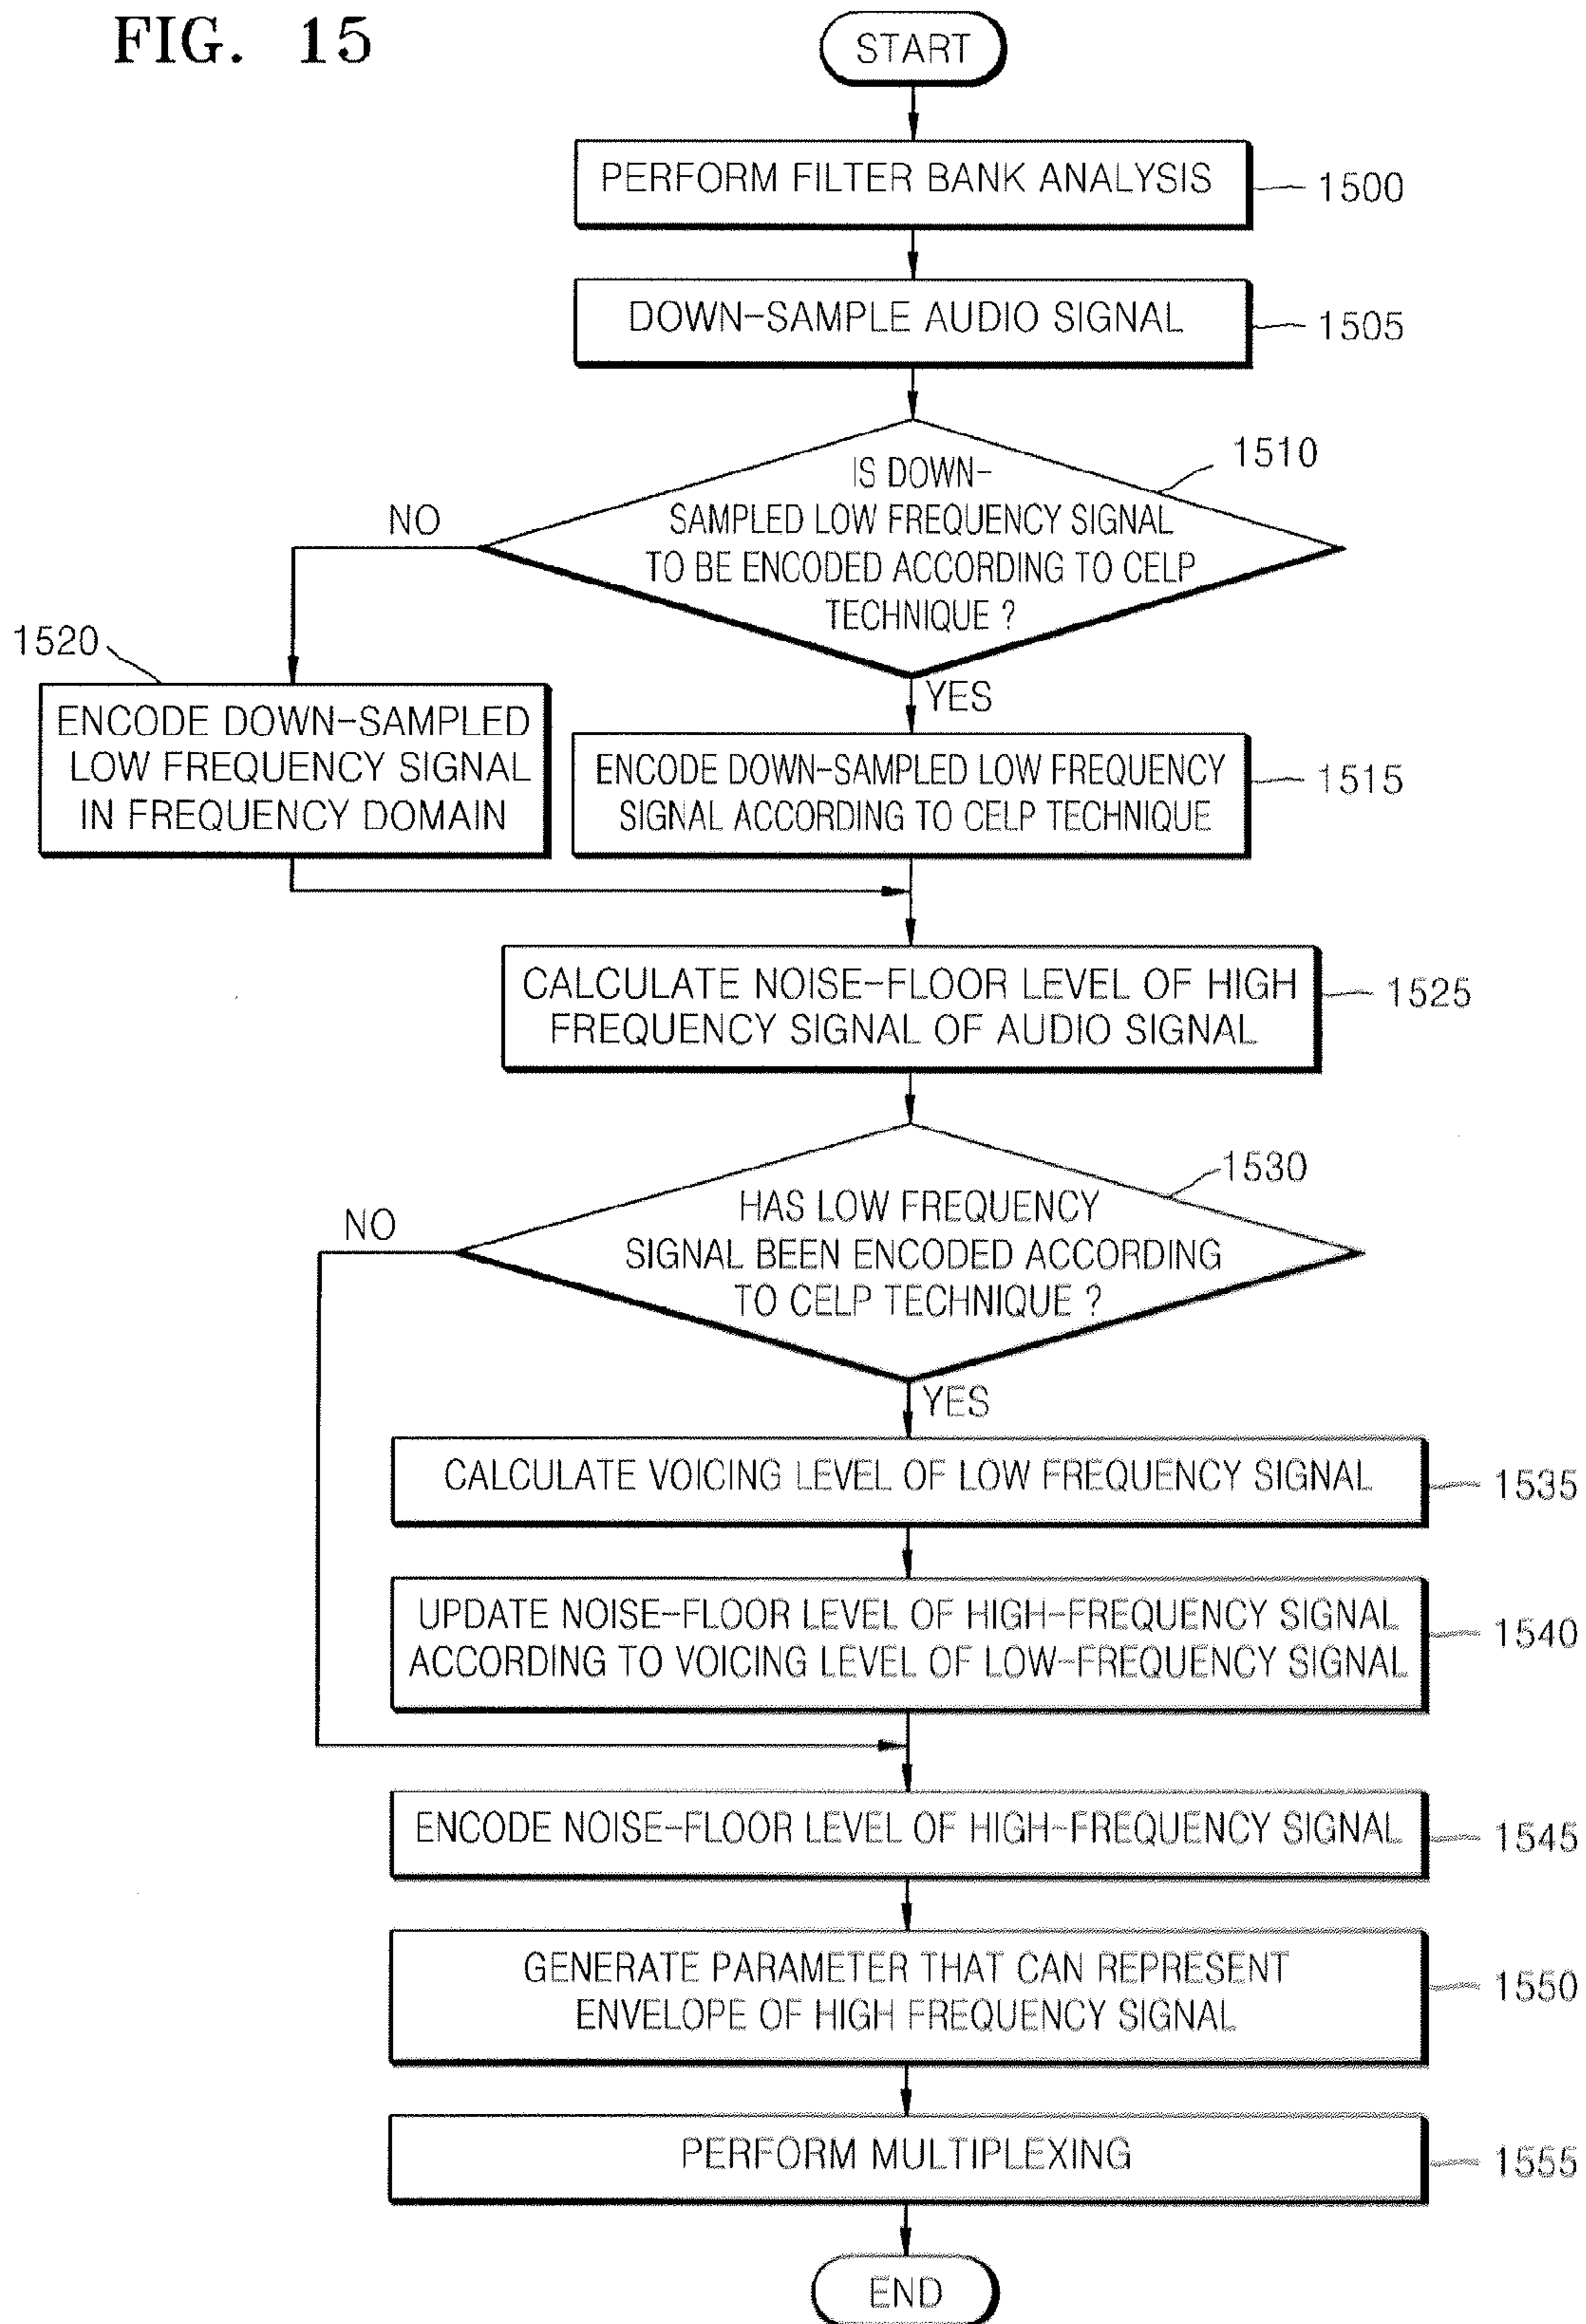 FIG. 15
START
PERFORM FILTER BANK ANALYSIS
1500
DOWN-SAMPLE AUDIO SIGNAL
1505
IS DOWN-
SAMPLED LOW FREQUENCY SIGNAL
TO BE ENCODED ACCORDING TO CELP
TECHNIQUE ?
1510
NO
YES
1520
ENCODE DOWN-SAMPLED
LOW FREQUENCY SIGNAL
IN FREQUENCY DOMAIN
ENCODE DOWN-SAMPLED LOW FREQUENCY
SIGNAL ACCORDING TO CELP TECHNIQUE
1515
CALCULATE NOISE-FLOOR LEVEL OF HIGH
FREQUENCY SIGNAL OF AUDIO SIGNAL
1525
HAS LOW FREQUENCY
SIGNAL BEEN ENCODED ACCORDING
TO CELP TECHNIQUE ?
1530
NO
YES
CALCULATE VOICING LEVEL OF LOW FREQUENCY SIGNAL
1535
UPDATE NOISE-FLOOR LEVEL OF HIGH-FREQUENCY SIGNAL
ACCORDING TO VOICING LEVEL OF LOW-FREQUENCY SIGNAL
1540
ENCODE NOISE-FLOOR LEVEL OF HIGH-FREQUENCY SIGNAL
1545
GENERATE PARAMETER THAT CAN REPRESENT
ENVELOPE OF HIGH FREQUENCY SIGNAL
1550
PERFORM MULTIPLEXING
1555
END